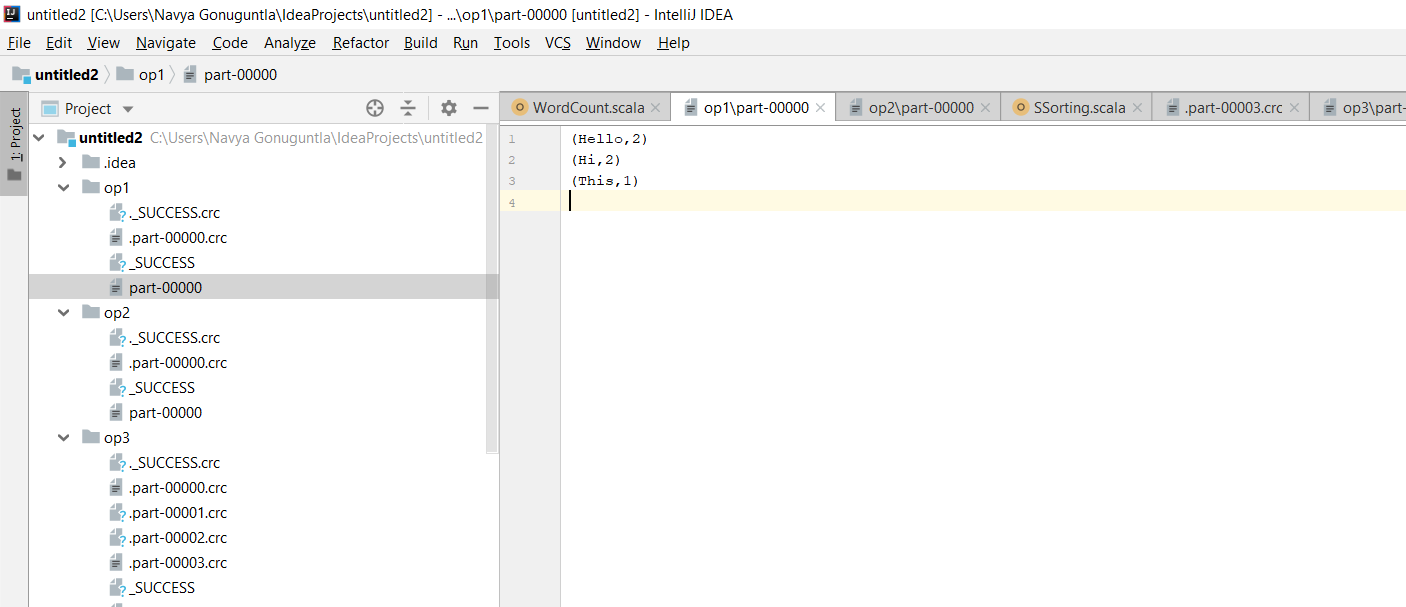 untitled2 [C:\Users\Navya Gonuguntla\IdeaProjects\untitled2] - ...\op1\part-00000 [untitled2] - IntelliJ IDEA
File Edit View Navigate Code Analyze Refactor Build Run Tools VCS Window Help
untitled2 op1 part-00000
1: Project
Project
WordCount.scala op1\part-00000 op2\part-00000 SSorting.scala .part-00003.crc op3\part-
untitled2 C:\Users\Navya Gonuguntla\IdeaProjects\untitled2
.idea
op1
._SUCCESS.crc
.part-00000.crc
_SUCCESS
part-00000
op2
._SUCCESS.crc
.part-00000.crc
_SUCCESS
part-00000
op3
._SUCCESS.crc
.part-00000.crc
.part-00001.crc
.part-00002.crc
.part-00003.crc
_SUCCESS
1 (Hello,2)
2 (Hi,2)
3 (This,1)
4